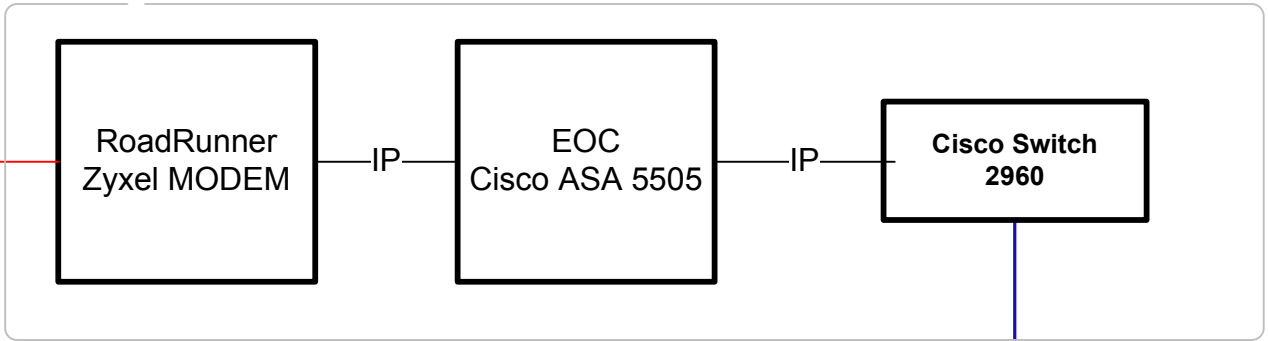 RoadRunner
Zyxel MODEM
IP
EOC
Cisco ASA 5505
IP
Cisco Switch
2960